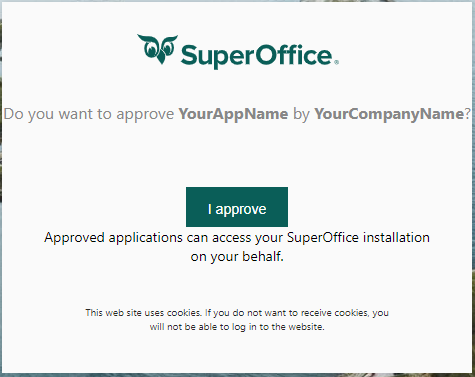 SuperOffice®
Do you want to approve YourAppName by YourCompanyName?
I approve
Approved applications can access your SuperOffice installation
on your behalf.
This web site uses cookies. If you do not want to receive cookies, you
will not be able to log in to the website.